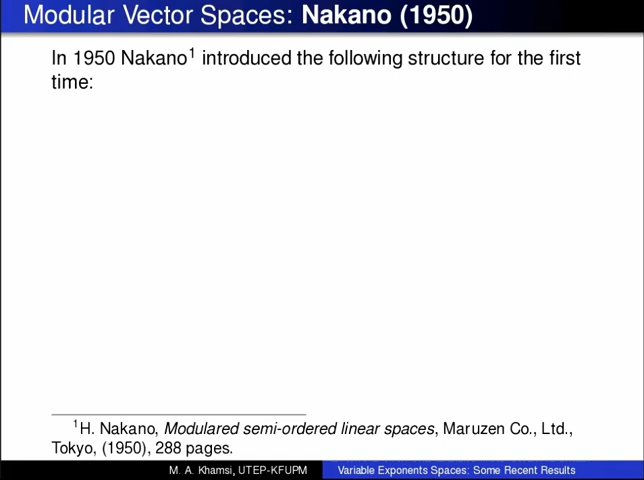 Modular Vector Spaces: Nakano (1950)
In 1950 Nakano¹ introduced the following structure for the first
time:
¹H. Nakano, Modulared semi-ordered linear spaces, Maruzen Co., Ltd.,
Tokyo, (1950), 288 pages.
M. A. Khamsi, UTEP-KFUPM Variable Exponents Spaces: Some Recent Results